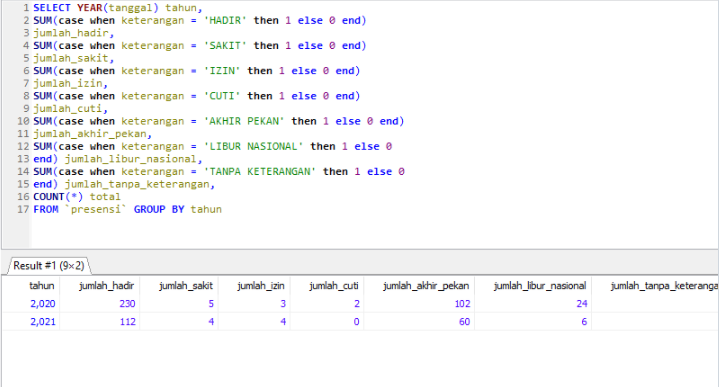 1 SELECT YEAR(tanggal) tahun,
2 SUM(case when keterangan = 'HADIR' then 1 else 0 end)
3 jumlah_hadir,
4 SUM(case when keterangan = 'SAKIT' then 1 else 0 end)
5 jumlah_sakit,
6 SUM(case when keterangan = 'IZIN' then 1 else 0 end)
7 jumlah_izin,
8 SUM(case when keterangan = 'CUTI' then 1 else 0 end)
9 jumlah_cuti,
10 SUM(case when keterangan = 'AKHIR PEKAN' then 1 else 0 end)
11 jumlah_akhir_pekan,
12 SUM(case when keterangan = 'LIBUR NASIONAL' then 1 else 0
13 end) jumlah_libur_nasional,
14 SUM(case when keterangan = 'TANPA KETERANGAN' then 1 else 0
15 end) jumlah_tanpa_keterangan,
16 COUNT(*) total
17 FROM `presensi` GROUP BY tahun
Result #1 (9×2)
tahun jumlah_hadir jumlah_sakit jumlah_izin jumlah_cuti jumlah_akhir_pekan jumlah_libur_nasional jumlah_tanpa_keteranga
2,020 230 5 3 2 102 24
2,021 112 4 4 0 60 6